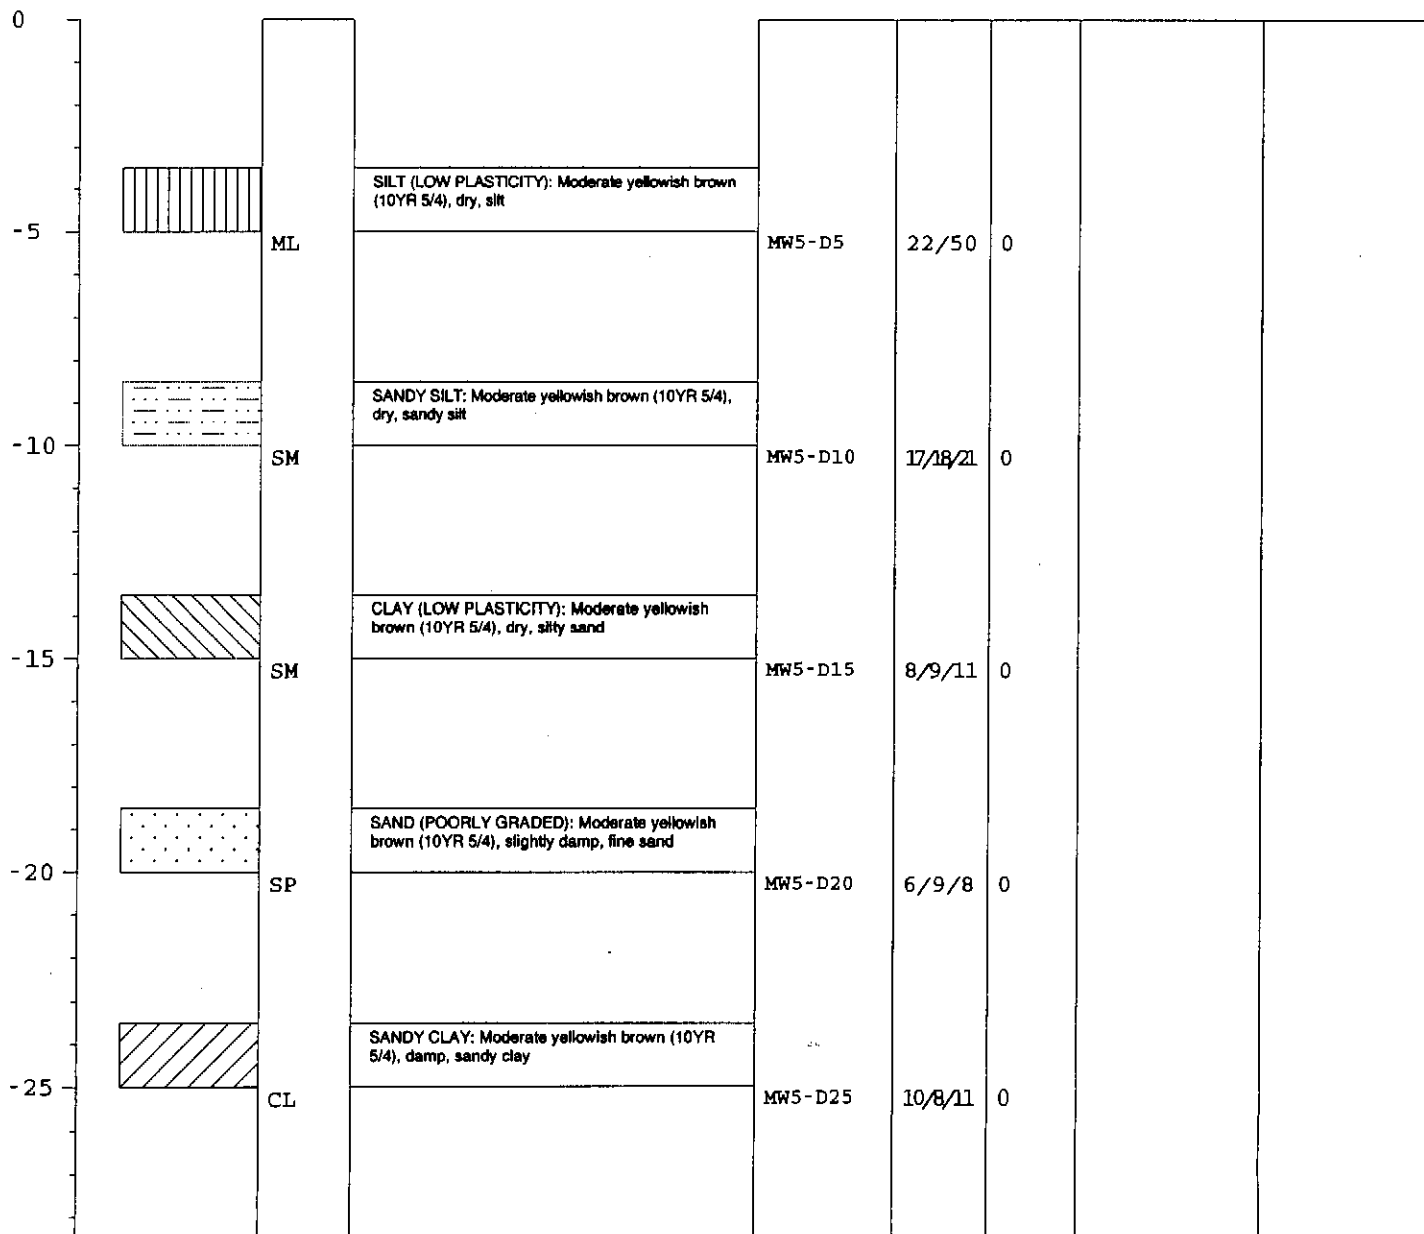 0
SILT (LOW PLASTICITY): Moderate yellowish brown
(10YR 5/4), dry, silt
-5
ML
MW5-D5
22/50
0
SANDY SILT: Moderate yellowish brown (10YR 5/4),
dry, sandy silt
-10
SM
MW5-D10
17/18/21
0
CLAY (LOW PLASTICITY): Moderate yellowish
brown (10YR 5/4), dry, silty sand
-15
SM
MW5-D15
8/9/11
0
SAND (POORLY GRADED): Moderate yellowish
brown (10YR 5/4), slightly damp, fine sand
-20
SP
MW5-D20
6/9/8
0
SANDY CLAY: Moderate yellowish brown (10YR
5/4), damp, sandy clay
-25
CL
MW5-D25
10/8/11
0